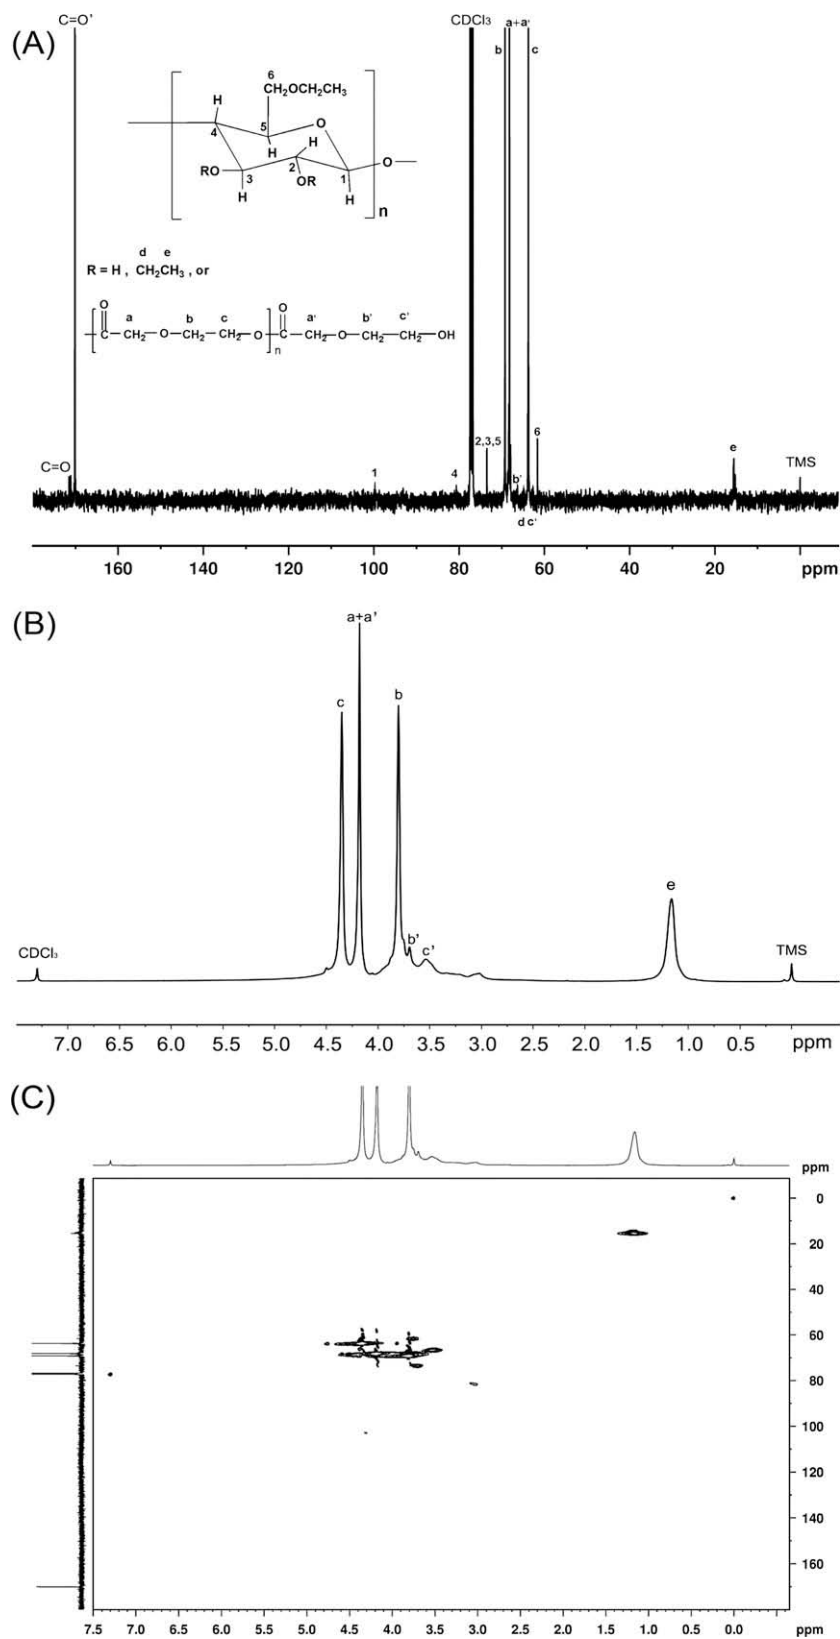 (A)
C=O'
CDCl3
a+a'
b
c
6
CH2OCH2CH3
H
4
5
O
H
H
RO
3
2
OR
1
H
H
O
n
d e
R = H , CH2CH3 , or
O a b c O a' b' c'
C-CH2-O-CH2-CH2-O-C-CH2-O-CH2-CH2-OH
n
C=O
1
4
2,3,5
b'
d c'
6
e
TMS
160 140 120 100 80 60 40 20 ppm
(B)
a+a'
c
b
b'
c'
e
CDCl3
TMS
7.0 6.5 6.0 5.5 5.0 4.5 4.0 3.5 3.0 2.5 2.0 1.5 1.0 0.5 ppm
(C)
ppm
0
20
40
60
80
100
120
140
160
7.5 7.0 6.5 6.0 5.5 5.0 4.5 4.0 3.5 3.0 2.5 2.0 1.5 1.0 0.5 0.0 ppm